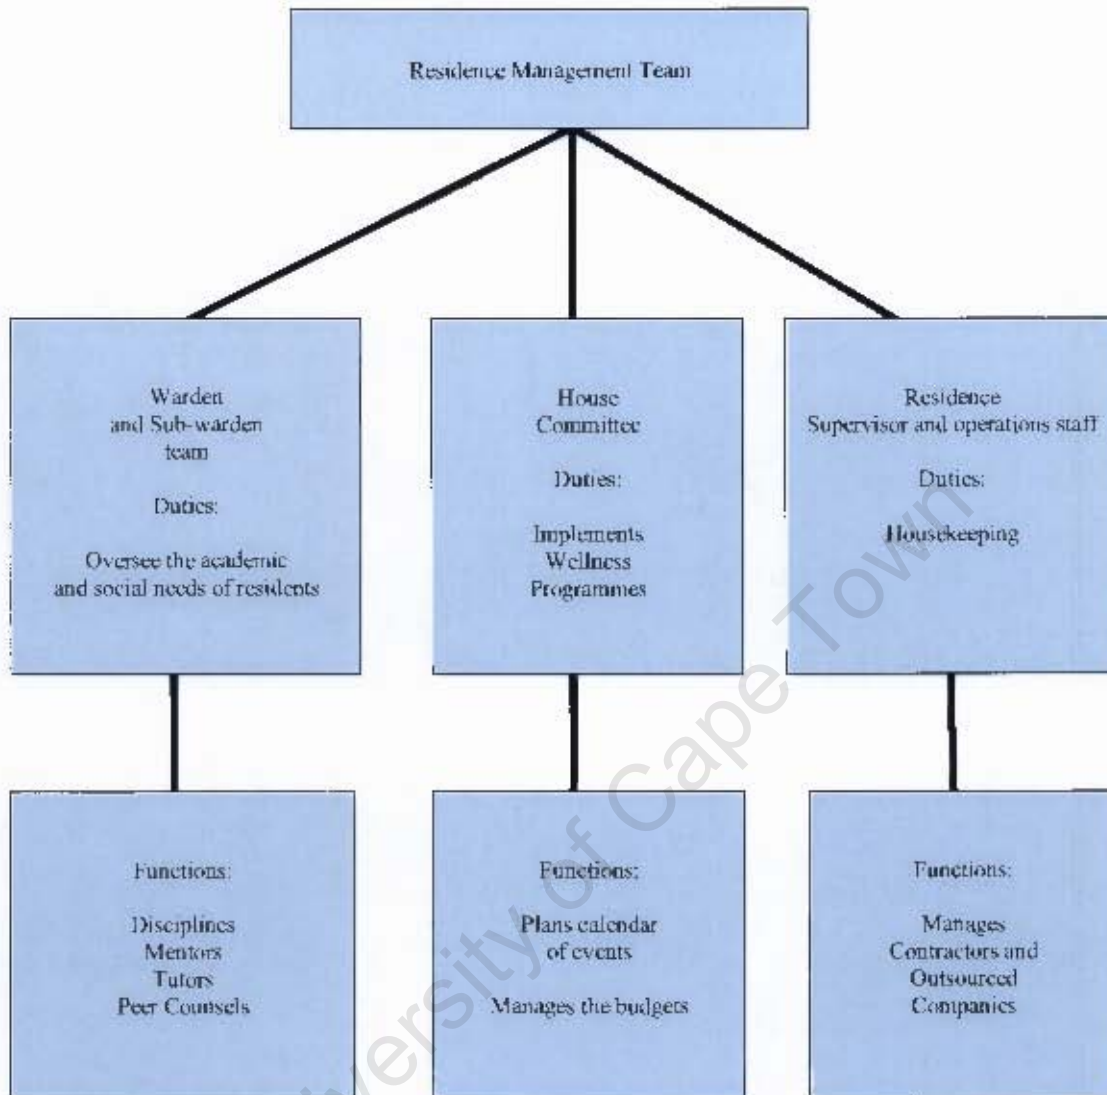 Residence Management Team
Warden
and Sub-warden
team
Duties:
Oversee the academic
and social needs of residents
House
Committee
Duties:
Implements
Wellness
Programmes
Residence
Supervisor and operations staff
Duties:
Housekeeping
Functions:
Disciplines
Mentors
Tutors
Peer Counsels
Functions:
Plans calendar
of events
Manages the budgets
Functions:
Manages
Contractors and
Outsourced
Companies
University of Cape Town